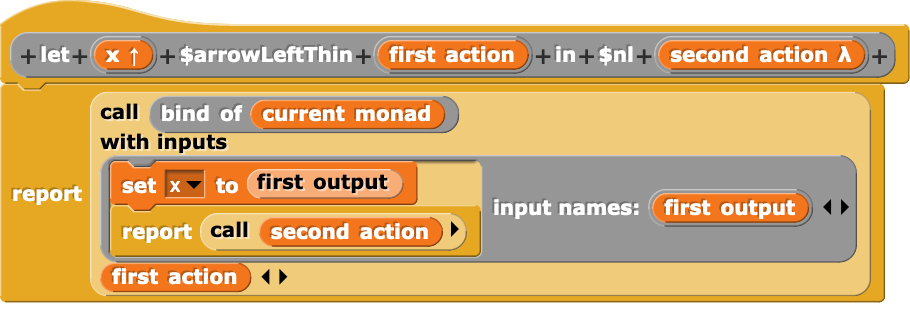 + let + x ↑ + $arrowLeftThin + first action + in + $nl + second action λ +
call bind of current monad
with inputs
set x to first output
report
input names: first output
report call second action
first action